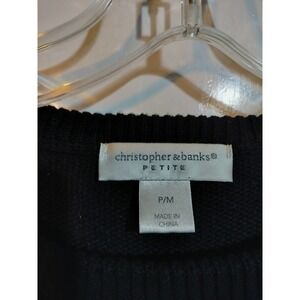 christopher & banks®
PETITE
P/M
MADE IN
CHINA